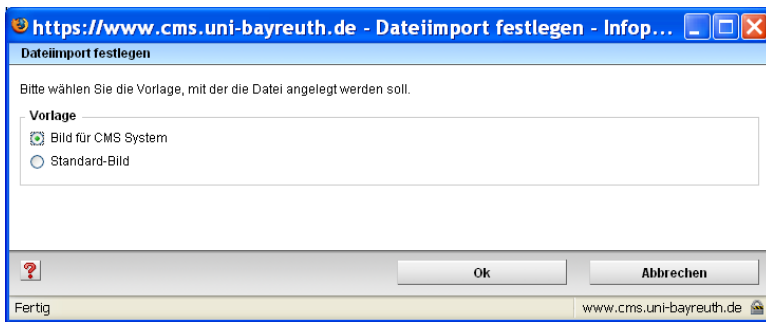 https://www.cms.uni-bayreuth.de - Dateiimport festlegen - Infop...
Dateiimport festlegen
Bitte wählen Sie die Vorlage, mit der die Datei angelegt werden soll.
Vorlage
Bild für CMS System
Standard-Bild
? Ok Abbrechen
Fertig www.cms.uni-bayreuth.de